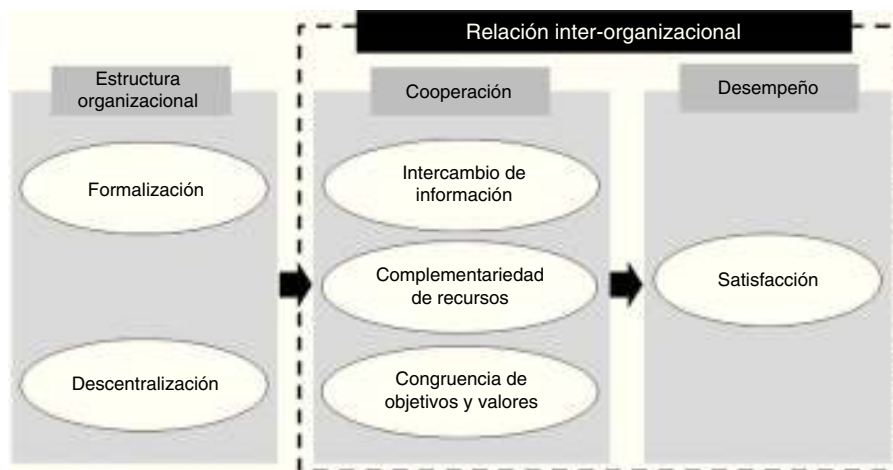 Relación inter-organizacional
Estructura
organizacional
Formalización
Descentralización
Cooperación
Intercambio de
información
Complementariedad
de recursos
Congruencia de
objetivos y valores
Desempeño
Satisfacción